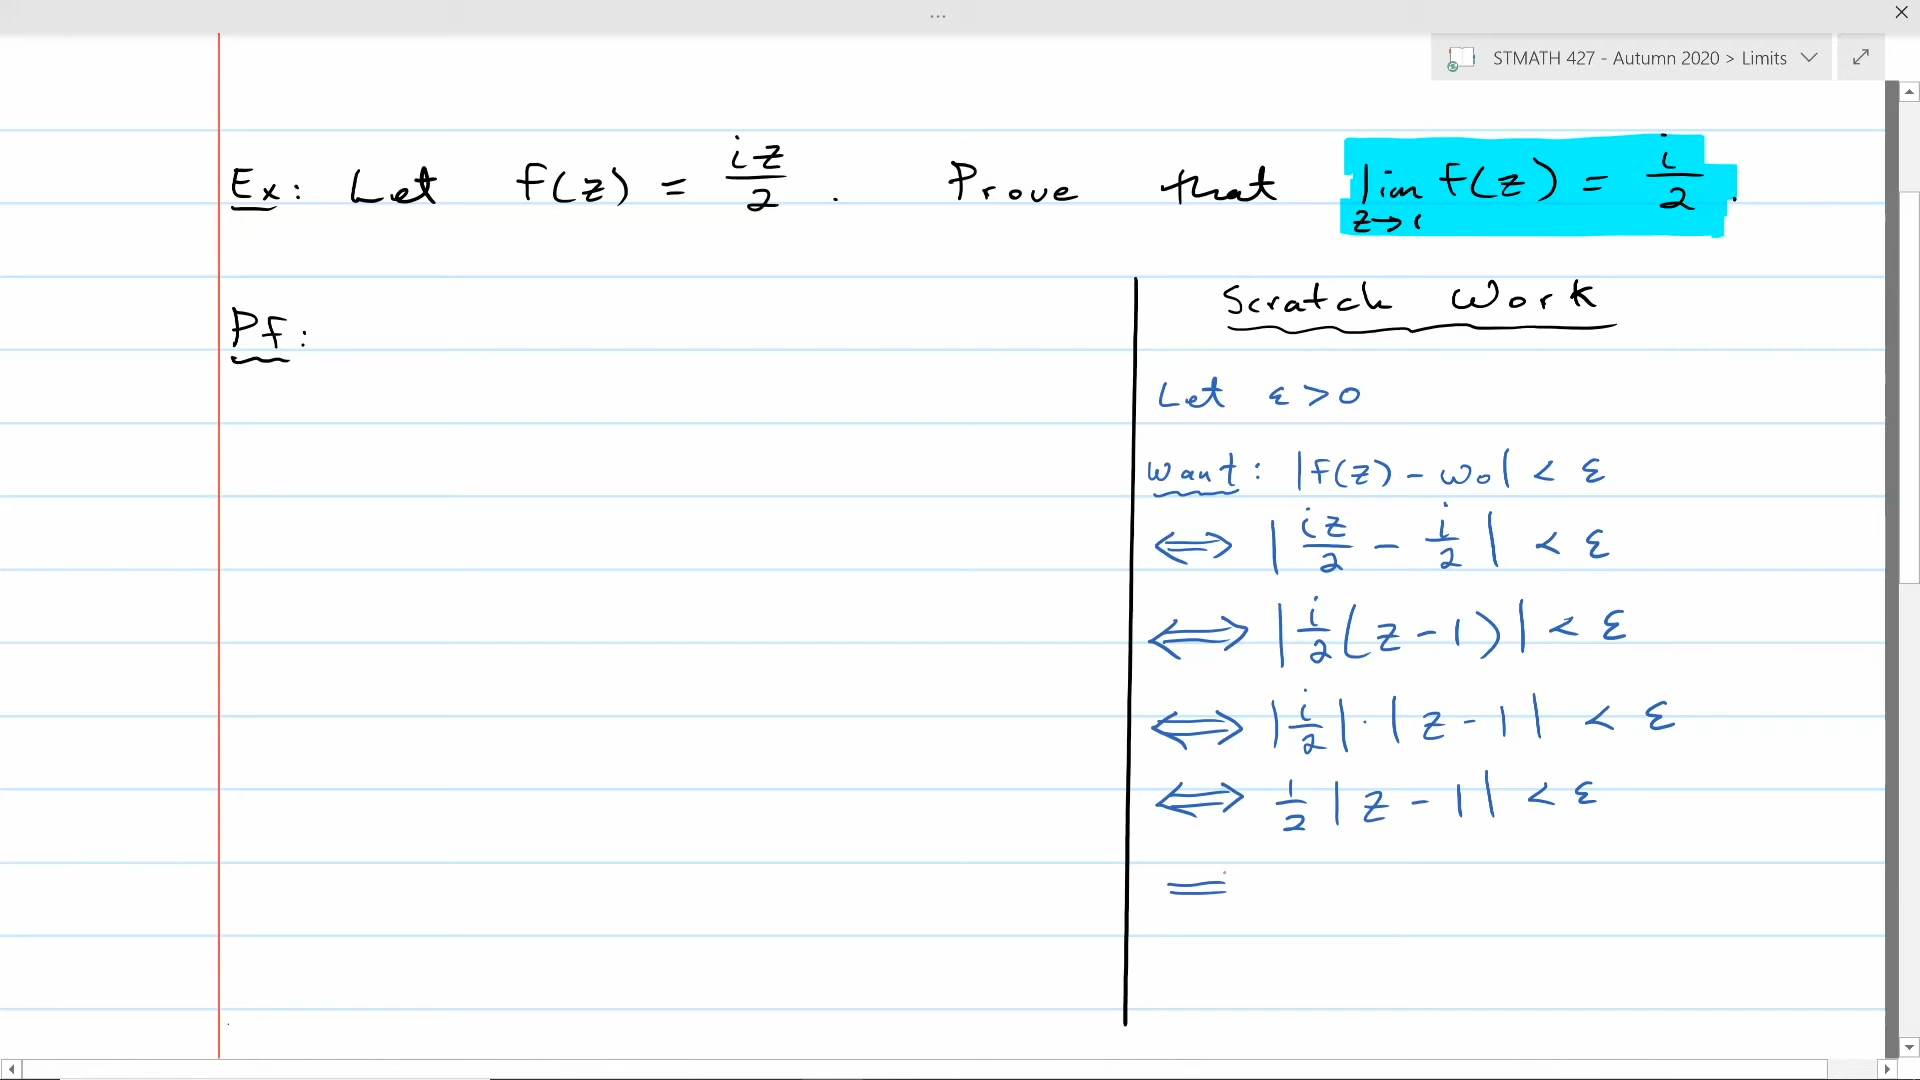 ...
STMATH 427 - Autumn 2020 > Limits
Ex: Let f(z) = iz/2 . Prove that lim z→1 f(z) = i/2.
Pf:
Scratch Work
Let ε > 0
Want: |f(z) - w₀| < ε
⟺ |iz/2 - i/2| < ε
⟺ |i/2(z - 1)| < ε
⟺ |i/2| · |z - 1| < ε
⟺ 1/2 |z - 1| < ε
=